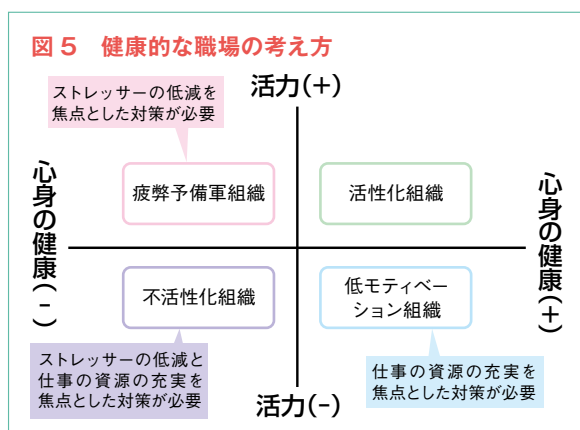 図5 健康的な職場の考え方
ストレッサーの低減を
焦点とした対策が必要
活力(+)
疲弊予備軍組織
活性化組織
心身の健康(-)
心身の健康(+)
不活性化組織
低モティベー
ション組織
ストレッサーの低減と
仕事の資源の充実を
焦点とした対策が必要
仕事の資源の充実を
焦点とした対策が必要
活力(-)